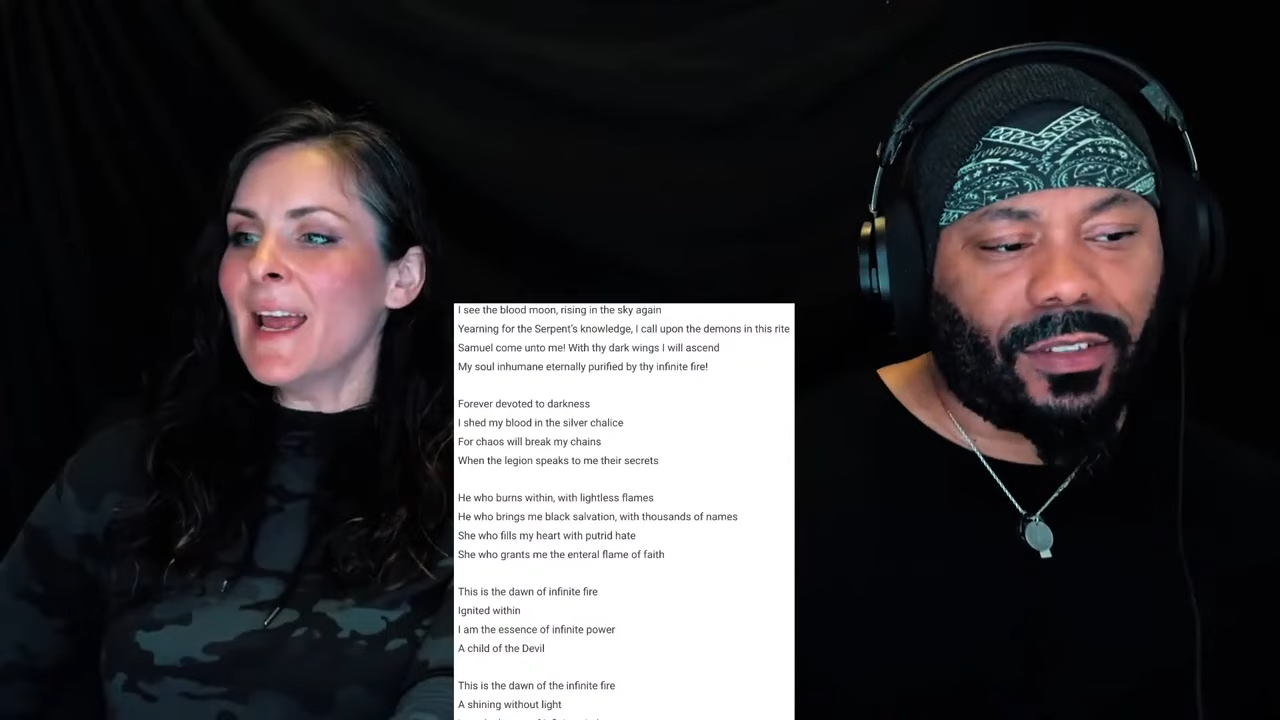 I see the blood moon, rising in the sky again
Yearning for the Serpent's knowledge, I call upon the demons in this rite
Samuel come unto me! With thy dark wings I will ascend
My soul inhumane eternally purified by thy infinite fire!
Forever devoted to darkness
I shed my blood in the silver chalice
For chaos will break my chains
When the legion speaks to me their secrets
He who burns within, with lightless flames
He who brings me black salvation, with thousands of names
She who fills my heart with putrid hate
She who grants me the enteral flame of faith
This is the dawn of infinite fire
Ignited within
I am the essence of infinite power
A child of the Devil
This is the dawn of the infinite fire
A shining without light